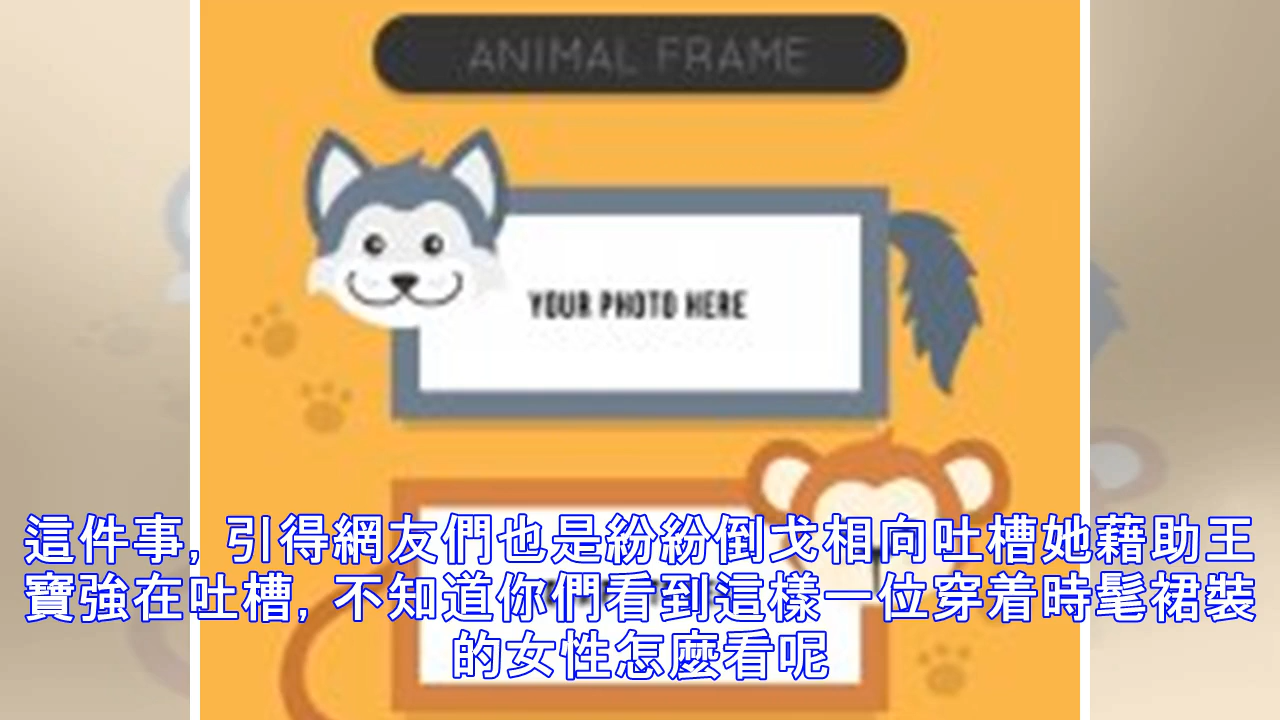 ANIMAL FRAME
YOUR PHOTO HERE
這件事, 引得網友們也是紛紛倒戈相向吐槽她藉助王
寶強在吐槽, 不知道你們看到這樣一位穿着時髦裙裝
的女性怎麼看呢